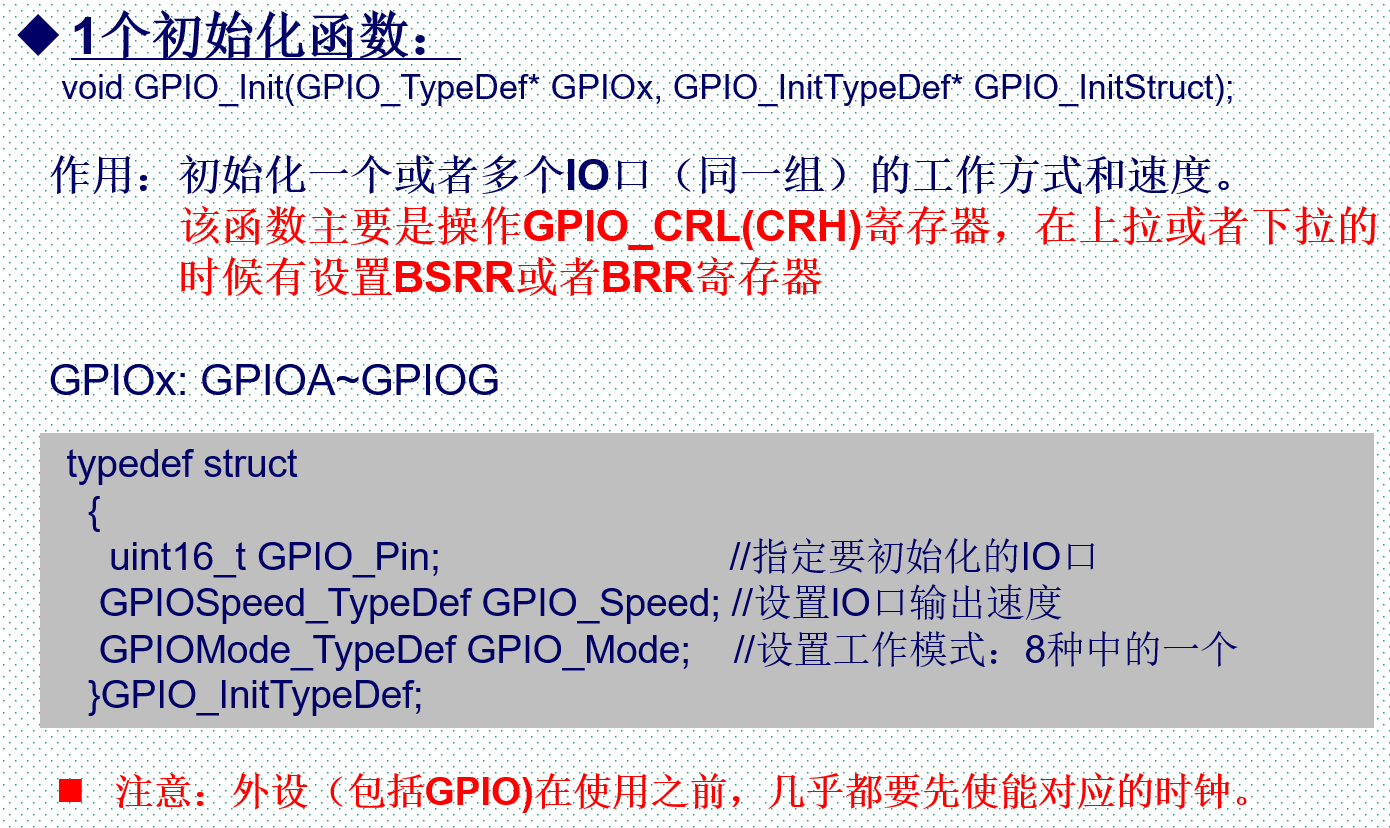 ◆ 1个初始化函数：
void GPIO_Init(GPIO_TypeDef* GPIOx, GPIO_InitTypeDef* GPIO_InitStruct);
作用：初始化一个或者多个IO口（同一组）的工作方式和速度。
该函数主要是操作GPIO_CRL(CRH)寄存器，在上拉或者下拉的
时候有设置BSRR或者BRR寄存器
GPIOx: GPIOA~GPIOG
typedef struct
{
uint16_t GPIO_Pin; //指定要初始化的IO口
GPIOSpeed_TypeDef GPIO_Speed; //设置IO口输出速度
GPIOMode_TypeDef GPIO_Mode; //设置工作模式：8种中的一个
}GPIO_InitTypeDef;
■ 注意：外设（包括GPIO)在使用之前，几乎都要先使能对应的时钟。